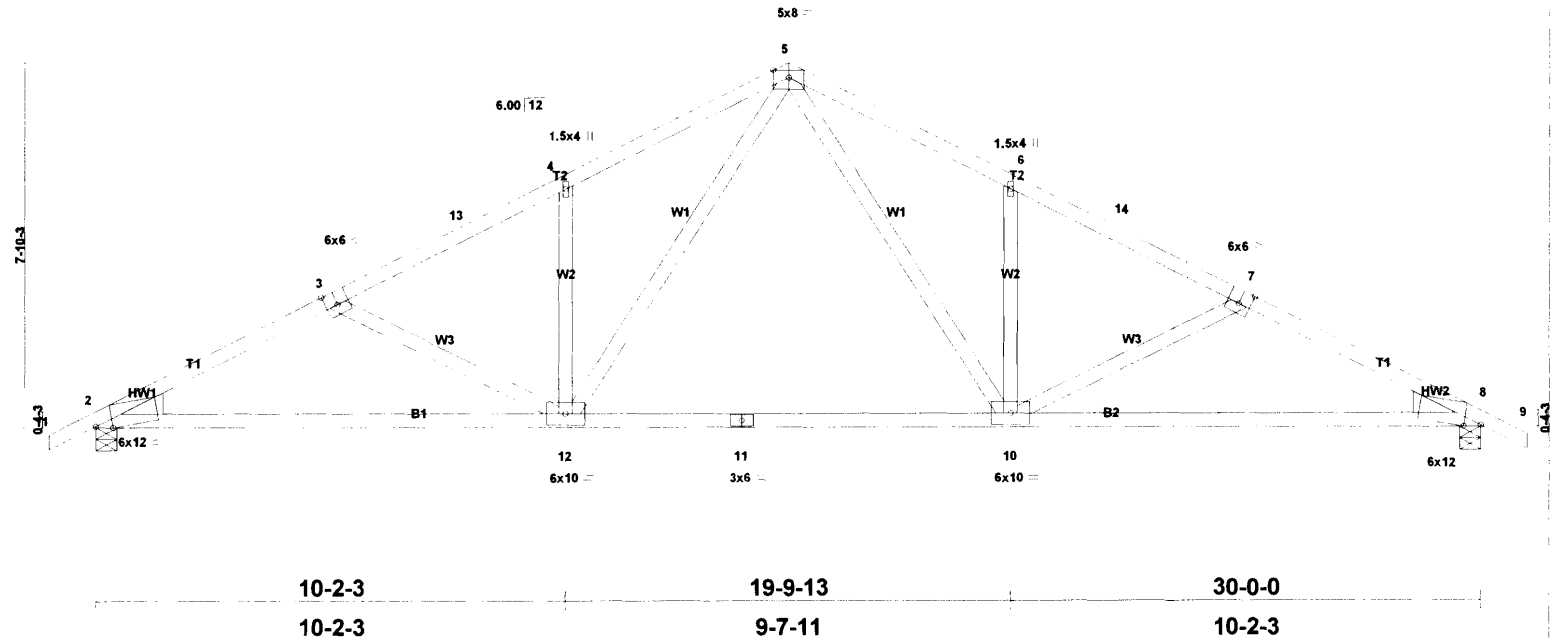 5x8 =
5
6.00 12
1.5x4 ||
4
T2
13
6x6 =
3
W1
W1
1.5x4 ||
6
T2
14
6x6 =
7
7-10-3
W2
W2
W3
W3
T1
T1
HW1
2
0-4-3
1
B1
B2
HW2
8
9
0-4-3
6x12 =
12
11
10
6x12
6x10 =
3x6 =
6x10 =
10-2-3
19-9-13
30-0-0
10-2-3
9-7-11
10-2-3